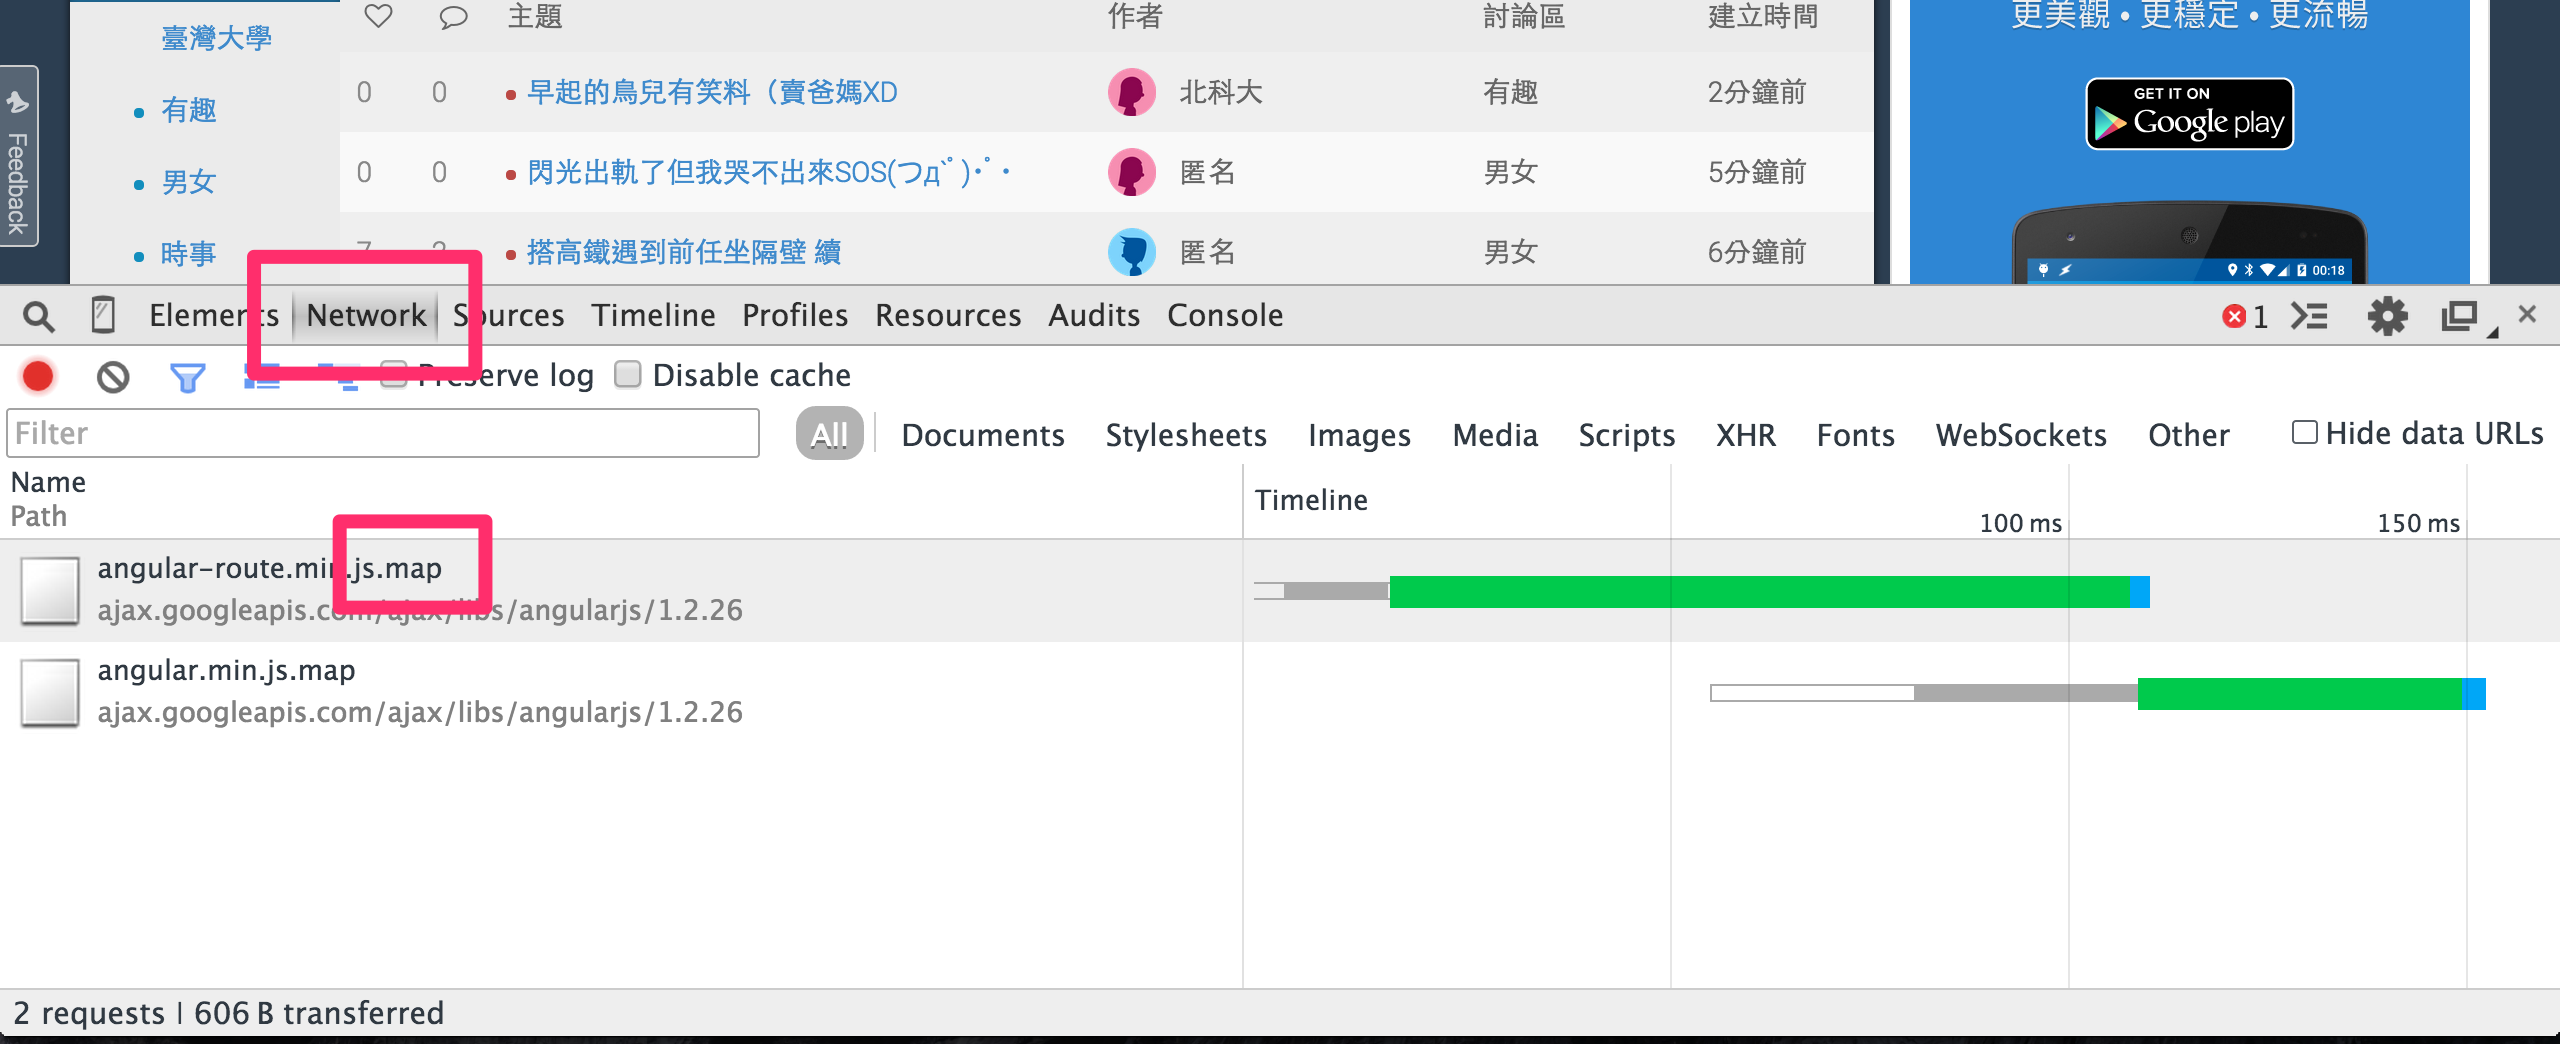 臺灣大學
有趣
男女
時事
Feedback
主題 作者 討論區 建立時間
0 0 早起的鳥兒有笑料（賣爸媽XD 北科大 有趣 2分鐘前
0 0 閃光出軌了但我哭不出來SOS(つд`ﾟ)･ﾟ･ 匿名 男女 5分鐘前
7 2 搭高鐵遇到前任坐隔壁 續 匿名 男女 6分鐘前
更美觀 • 更穩定 • 更流暢
GET IT ON
Google play
00:18
Elements Network Sources Timeline Profiles Resources Audits Console 1
Preserve log Disable cache
Filter All Documents Stylesheets Images Media Scripts XHR Fonts WebSockets Other Hide data URLs
Name
Path
Timeline 100 ms 150 ms
angular-route.min.js.map
ajax.googleapis.com/ajax/libs/angularjs/1.2.26
angular.min.js.map
ajax.googleapis.com/ajax/libs/angularjs/1.2.26
2 requests | 606 B transferred